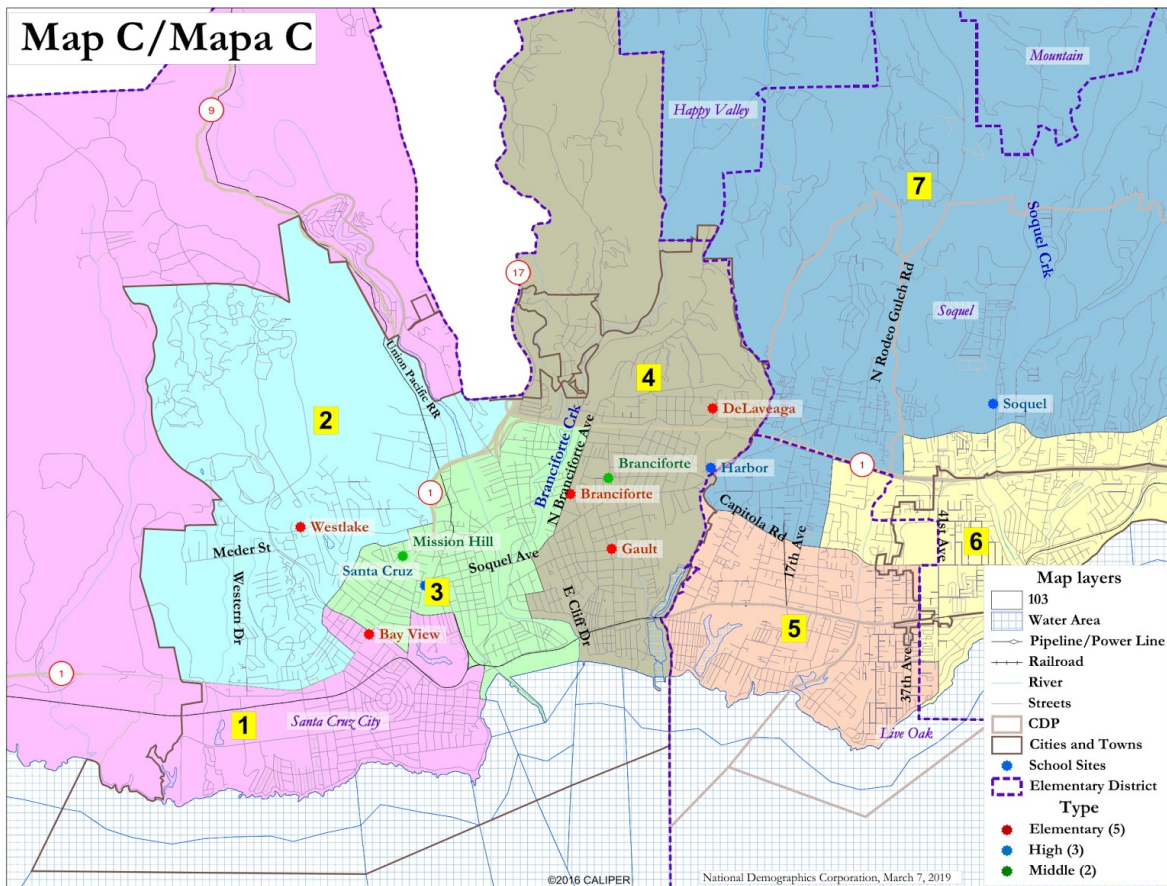 Map C/Mapa C
Mountain
9
Happy Valley
7
Soquel Crk
17
N Rodeo Gulch Rd
Soquel
Union Pacific RR
4
2
DeLaveaga
Soquel
Branciforte Crk
N Branciforte Ave
Branciforte
Harbor
1
1
Branciforte
Capitola Rd
Westlake
41st Ave
17th Ave
6
Mission Hill
Meder St
Soquel Ave
Gault
Santa Cruz
3
Western Dr
E Cliff Dr
Bay View
5
37th Ave
1
1
Santa Cruz City
Live Oak
Map layers
103
Water Area
Pipeline/Power Line
Railroad
River
Streets
CDP
Cities and Towns
School Sites
Elementary District
Type
Elementary (5)
High (3)
Middle (2)
©2016 CALIPER
National Demographics Corporation, March 7, 2019